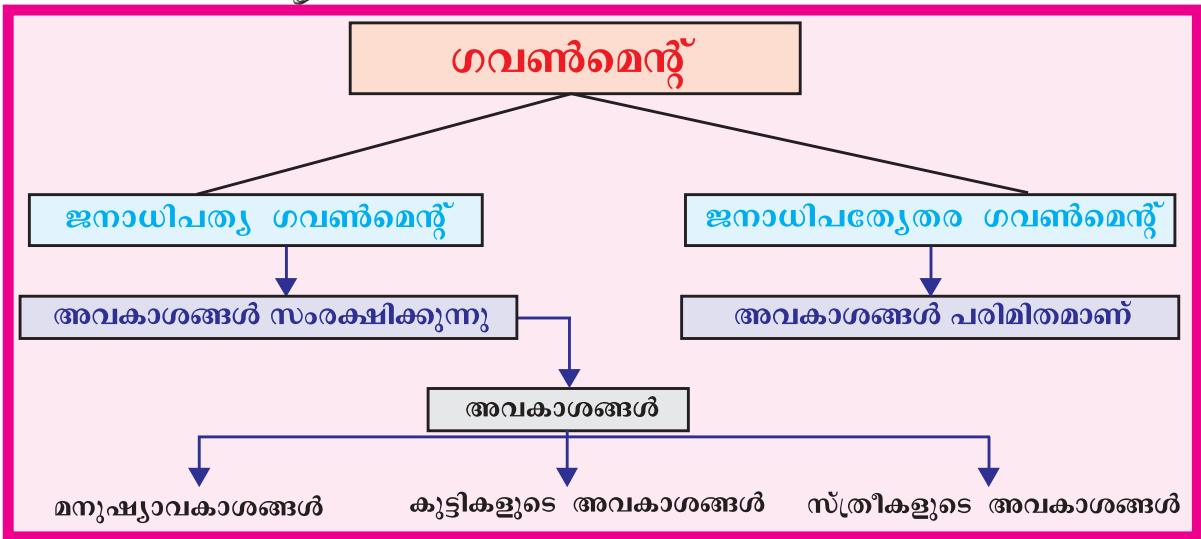 ഗവൺമെന്റ്
ജനാധിപത്യ ഗവൺമെന്റ്
ജനാധിപത്യേതര ഗവൺമെന്റ്
അവകാശങ്ങൾ സംരക്ഷിക്കുന്നു
അവകാശങ്ങൾ പരിമിതമാണ്
അവകാശങ്ങൾ
മനുഷ്യാവകാശങ്ങൾ
കുട്ടികളുടെ അവകാശങ്ങൾ
സ്ത്രീകളുടെ അവകാശങ്ങൾ